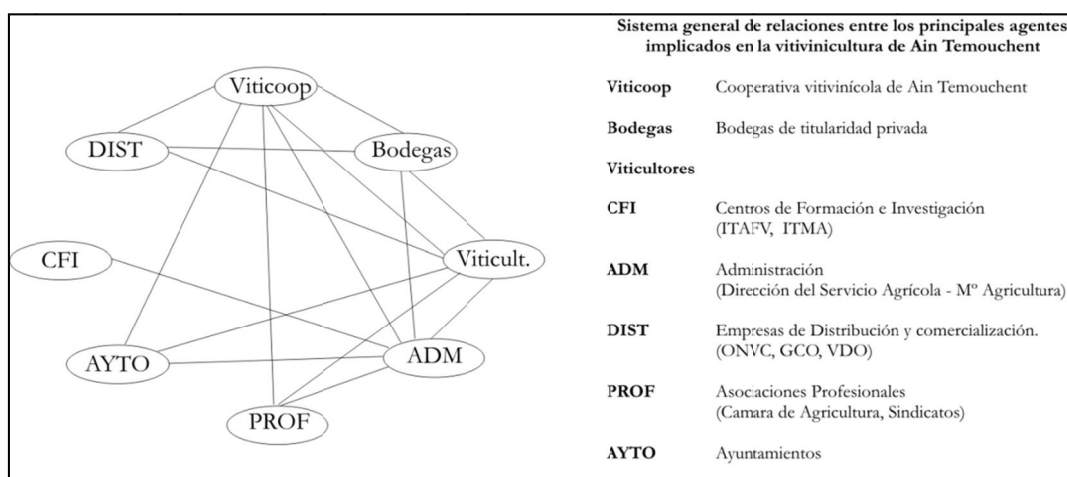 Viticoop
DIST
Bodegas
CFI
Viticult.
AYTO
ADM
PROF
Sistema general de relaciones entre los principales agentes
implicados en la vitivinicultura de Ain Temouchent
Viticoop Cooperativa vitivinícola de Ain Temouchent
Bodegas Bodegas de titularidad privada
Viticultores
CFI Centros de Formación e Investigación
(ITAFV, ITMA)
ADM Administración
(Dirección del Servicio Agrícola - Mº Agricultura)
DIST Empresas de Distribución y comercialización.
(ONVC, GCO, VDO)
PROF Asociaciones Profesionales
(Camara de Agricultura, Sindicatos)
AYTO Ayuntamientos